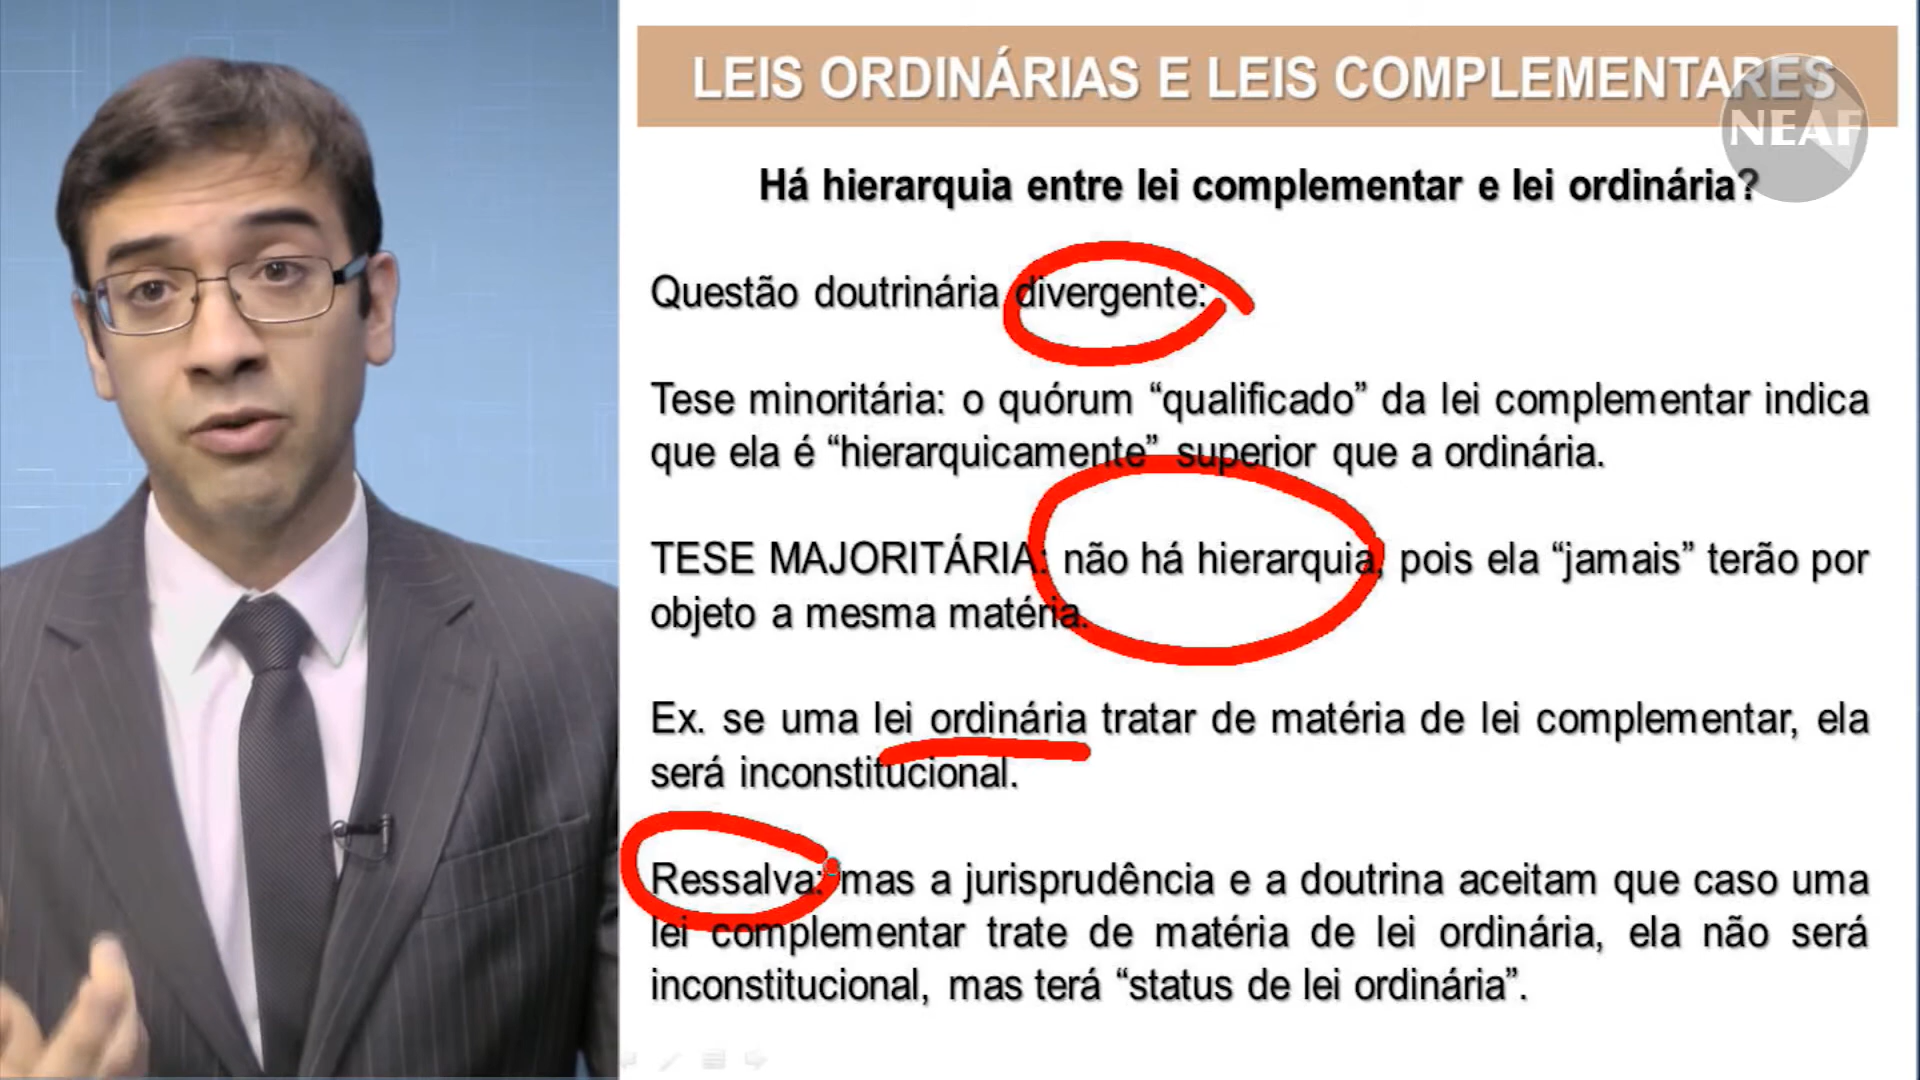 LEIS ORDINÁRIAS E LEIS COMPLEMENTARES
NEAF
Há hierarquia entre lei complementar e lei ordinária?
Questão doutrinária divergente:
Tese minoritária: o quórum “qualificado” da lei complementar indica
que ela é “hierarquicamente” superior que a ordinária.
TESE MAJORITÁRIA: não há hierarquia, pois ela “jamais” terão por
objeto a mesma matéria.
Ex. se uma lei ordinária tratar de matéria de lei complementar, ela
será inconstitucional.
Ressalva: mas a jurisprudência e a doutrina aceitam que caso uma
lei complementar trate de matéria de lei ordinária, ela não será
inconstitucional, mas terá “status de lei ordinária”.